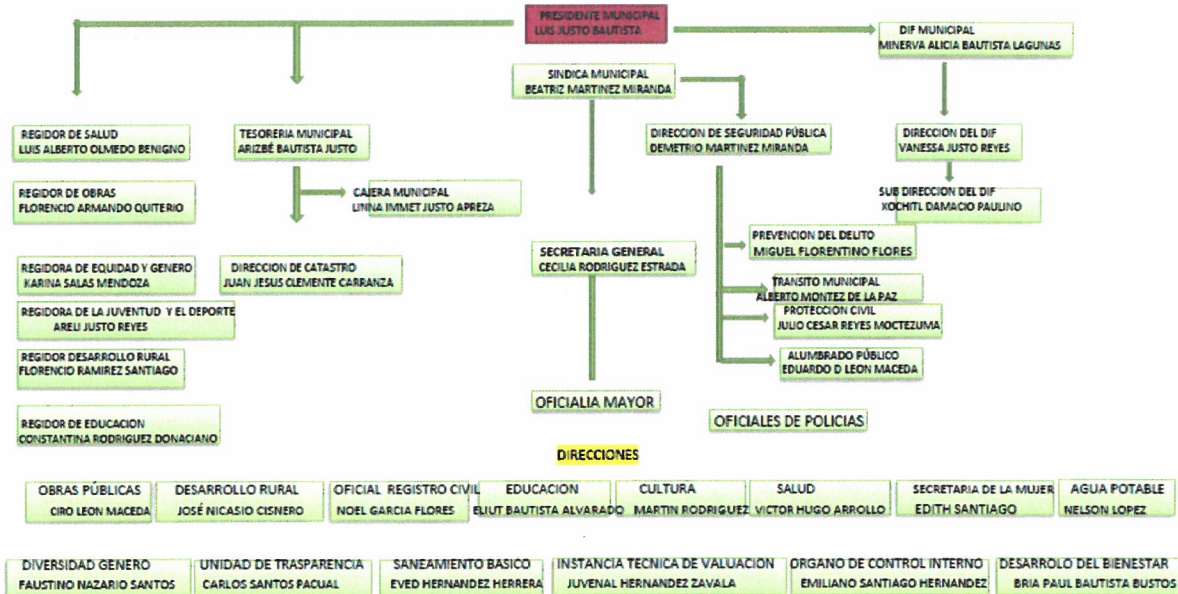 PRESIDENTE MUNICIPAL
LUIS JUSTO BAUTISTA
DIF MUNICIPAL
MINERVA ALICIA BAUTISTA LAGUNAS
SINDICA MUNICIPAL
BEATRIZ MARTINEZ MIRANDA
REGIDOR DE SALUD
LUIS ALBERTO OLMEDO BENIGNO
TESORERIA MUNICIPAL
ARIZBÉ BAUTISTA JUSTO
DIRECCION DE SEGURIDAD PÚBLICA
DEMETRIO MARTINEZ MIRANDA
DIRECCION DEL DIF
VANESSA JUSTO REYES
REGIDOR DE OBRAS
FLORENCIO ARMANDO QUITERIO
CAJERA MUNICIPAL
LINNA IMMET JUSTO APREZA
SUB DIRECCION DEL DIF
XOCHITL DAMACIO PAULINO
PREVENCION DEL DELITO
MIGUEL FLORENTINO FLORES
SECRETARIA GENERAL
CECILIA RODRIGUEZ ESTRADA
REGIDORA DE EQUIDAD Y GENERO
KARINA SALAS MENDOZA
DIRECCION DE CATASTRO
JUAN JESUS CLEMENTE CARRANZA
TRANSITO MUNICIPAL
ALBERTO MONTEZ DE LA PAZ
REGIDORA DE LA JUVENTUD Y EL DEPORTE
ARELI JUSTO REYES
PROTECCION CIVIL
JULIO CESAR REYES MOCTEZUMA
REGIDOR DESARROLLO RURAL
FLORENCIO RAMIREZ SANTIAGO
ALUMBRADO PÚBLICO
EDUARDO D LEON MACEDA
OFICIALIA MAYOR
REGIDOR DE EDUCACION
CONSTANTINA RODRIGUEZ DONACIANO
OFICIALES DE POLICIAS
DIRECCIONES
OBRAS PÚBLICAS
CIRO LEON MACEDA
DESARROLLO RURAL
JOSÉ NICASIO CISNERO
OFICIAL REGISTRO CIVIL
NOEL GARCIA FLORES
EDUCACION
ELIUT BAUTISTA ALVARADO
CULTURA
MARTIN RODRIGUEZ
SALUD
VICTOR HUGO ARROLLO
SECRETARIA DE LA MUJER
EDITH SANTIAGO
AGUA POTABLE
NELSON LOPEZ
DIVERSIDAD GENERO
FAUSTINO NAZARIO SANTOS
UNIDAD DE TRASPARENCIA
CARLOS SANTOS PACUAL
SANEAMIENTO BASICO
EVED HERNANDEZ HERRERA
INSTANCIA TECNICA DE VALUACION
JUVENAL HERNANDEZ ZAVALA
ORGANO DE CONTROL INTERNO
EMILIANO SANTIAGO HERNANDEZ
DESARROLO DEL BIENESTAR
BRIA PAUL BAUTISTA BUSTOS